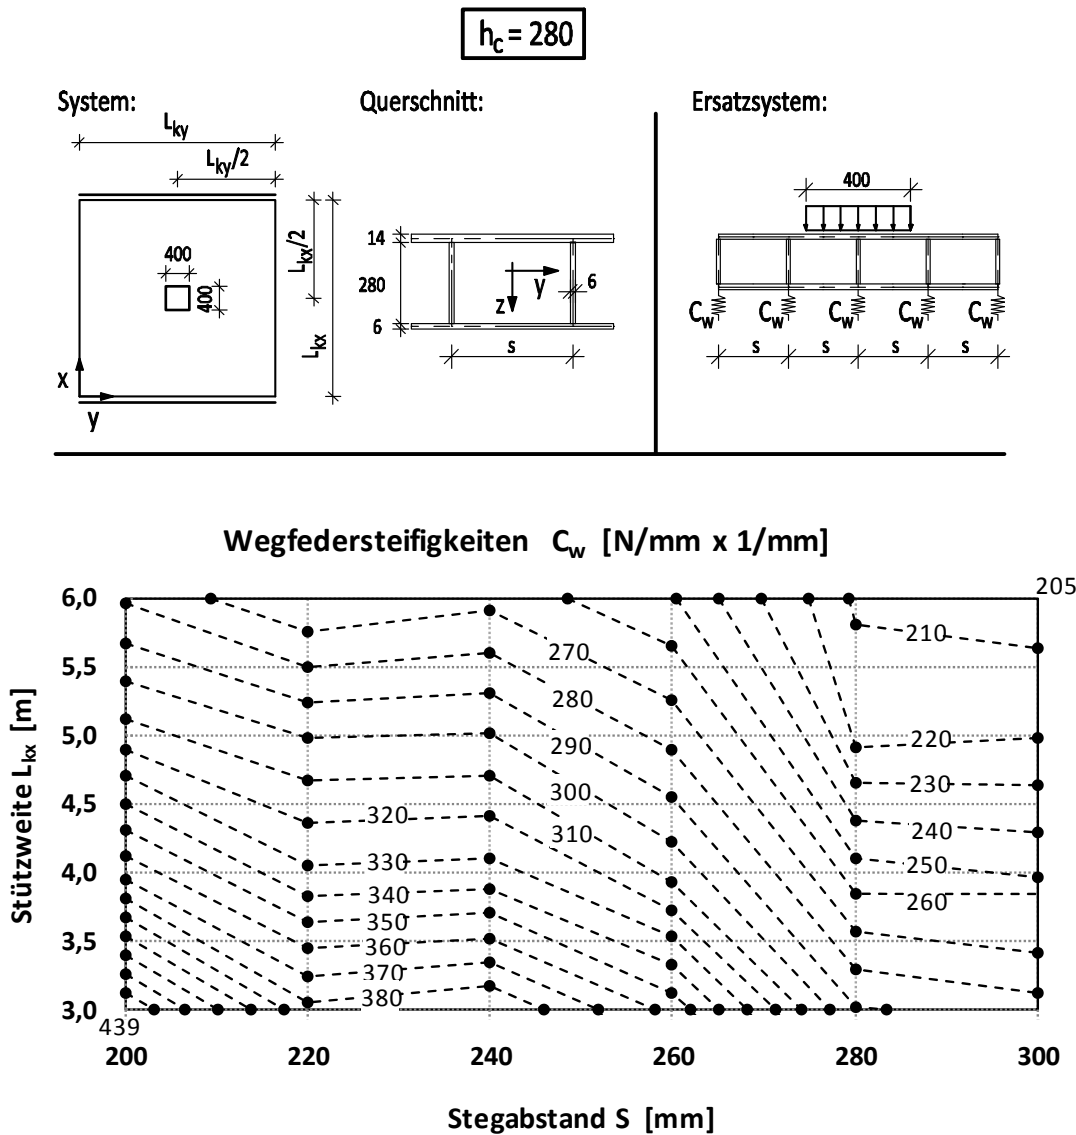 h_c = 280
System:
Querschnitt:
Ersatzsystem:
L_ky
L_ky/2
400
400
L_kx/2
L_kx
x
y
14
280
6
y
z
6
s
400
C_w C_w C_w C_w C_w
s s s s
Wegfedersteifigkeiten C_w [N/mm x 1/mm]
205
6,0
5,5
5,0
4,5
4,0
3,5
3,0
Stützweite L_kx [m]
210
220
230
240
250
260
270
280
290
300
310
320
330
340
350
360
370
380
439
200 220 240 260 280 300
Stegabstand S [mm]